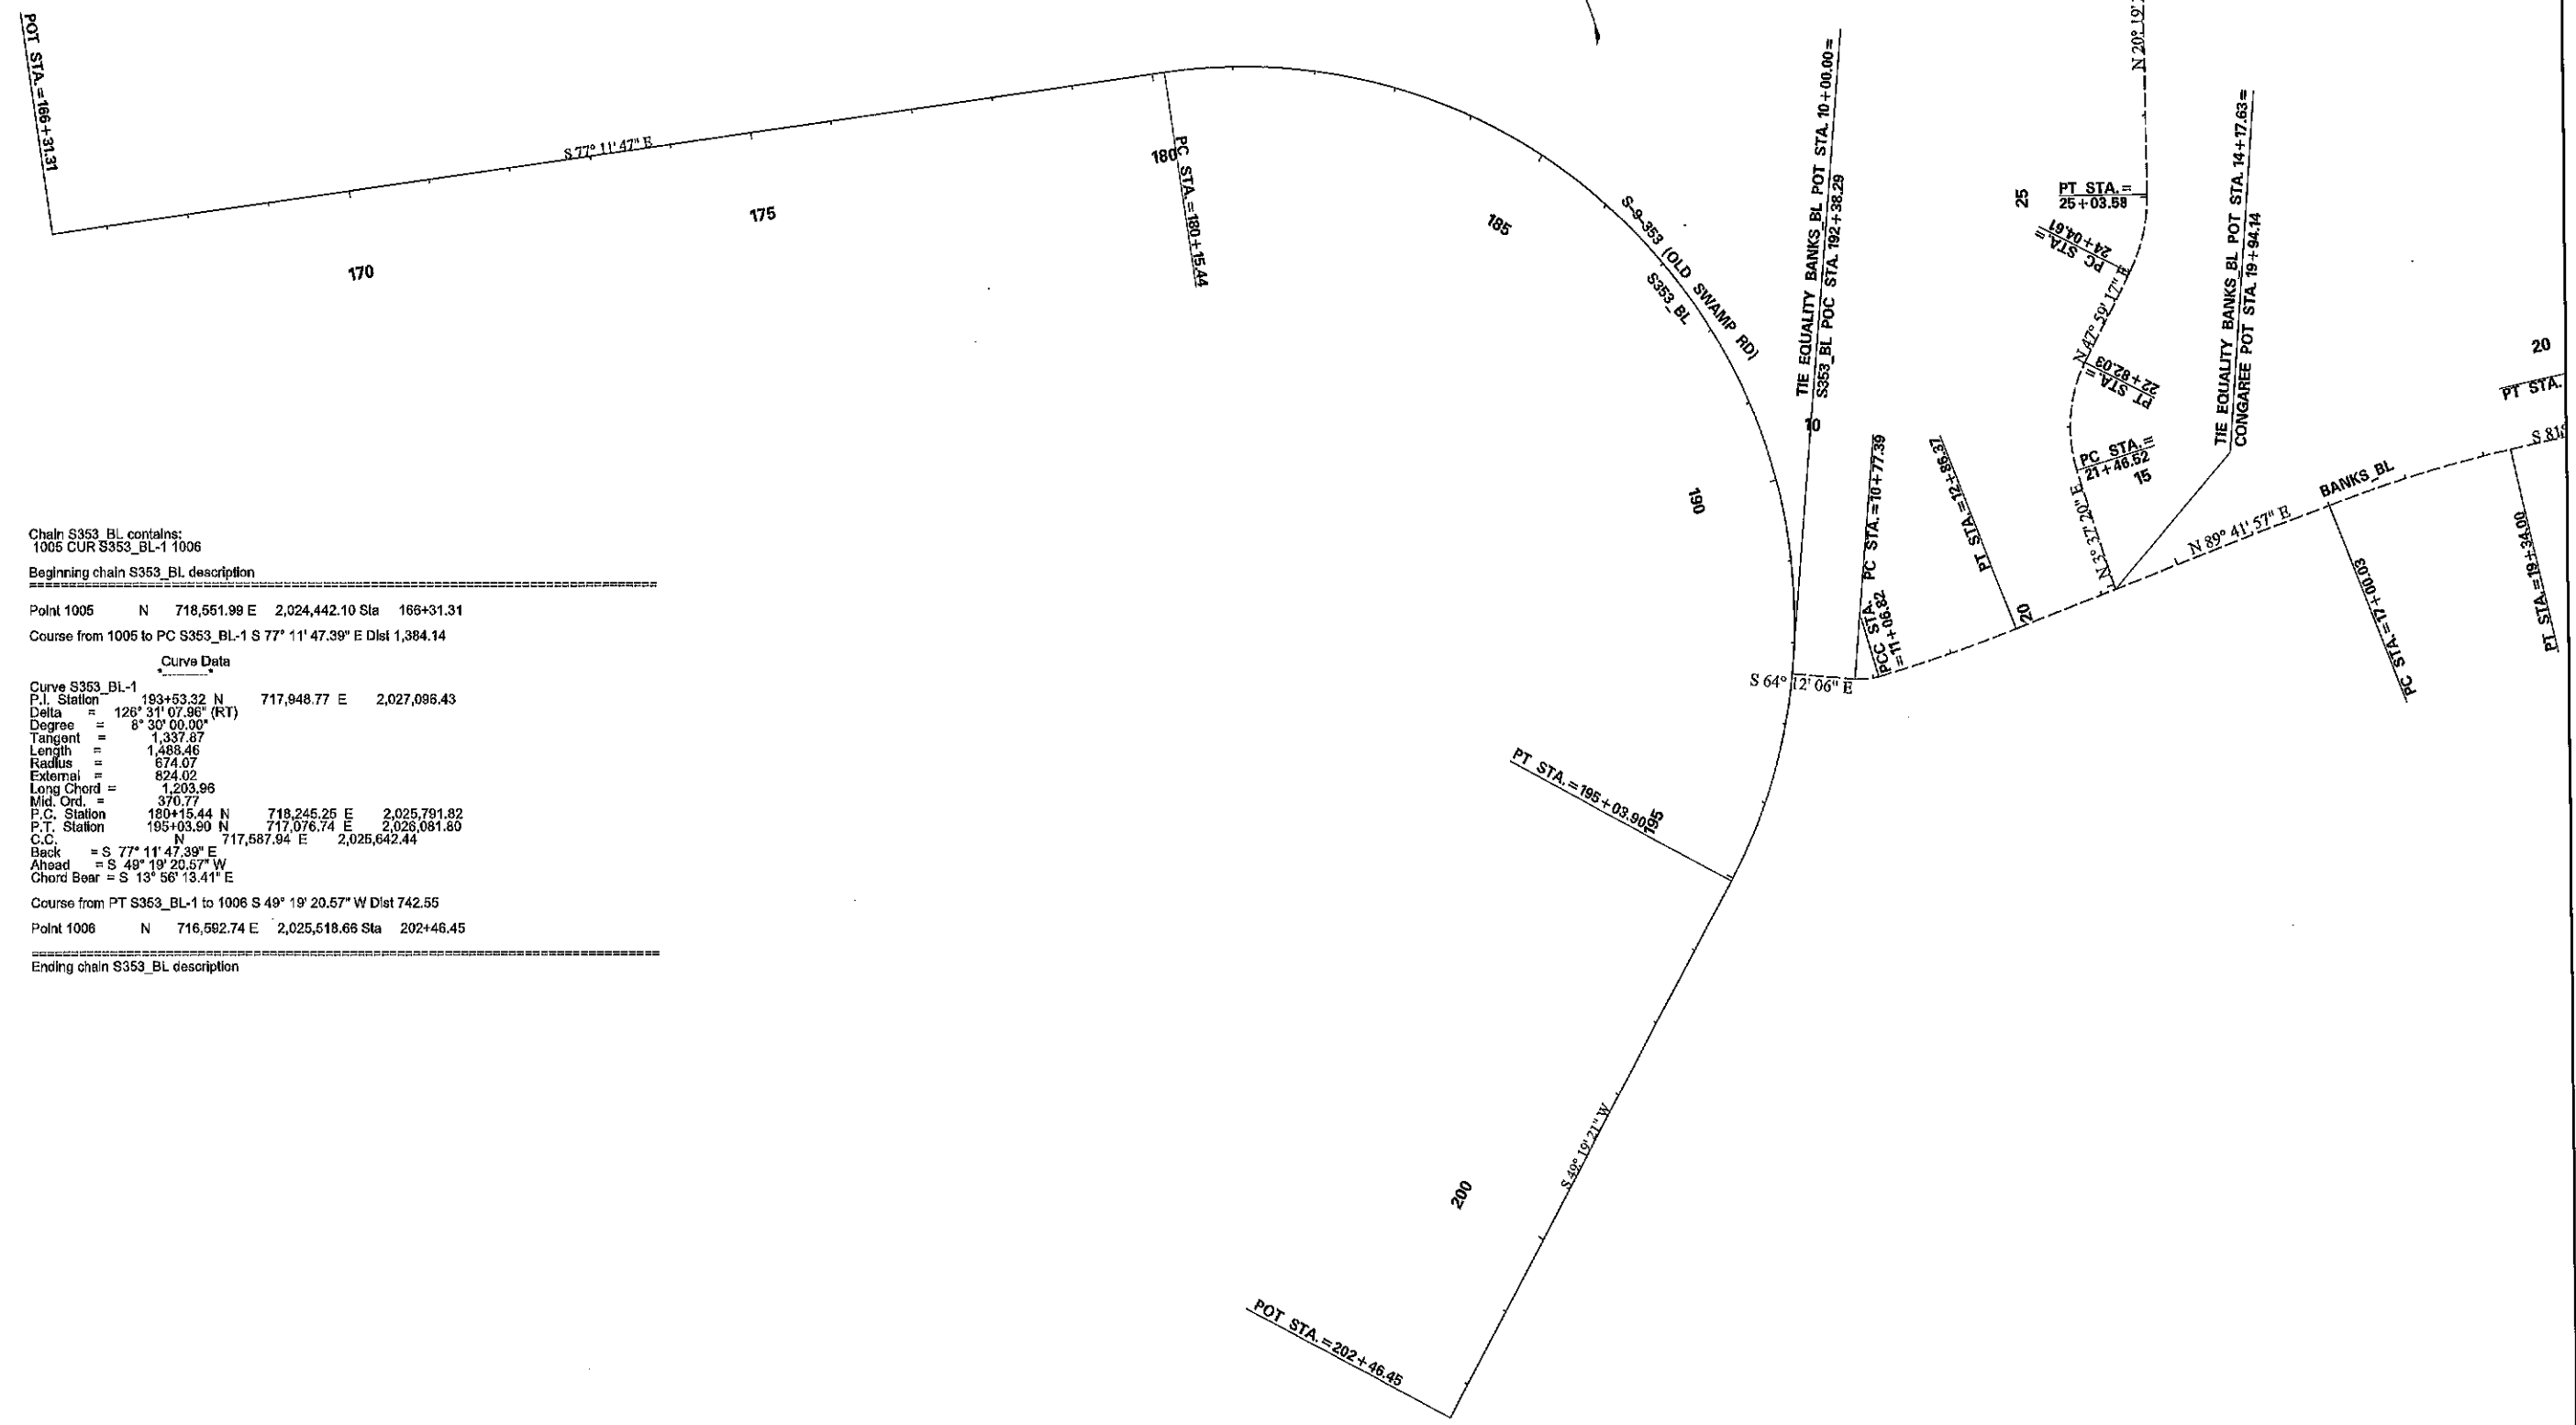 POT STA. =166+31.31
S 77° 11' 47" E
170
175
180
PC STA. =180+15.44
185
S-9-353 (OLD SWAMP RD)
S353_BL
190
TIE EQUALITY BANKS_BL POT STA. 10+00.00=
S353_BL POC STA. 192+38.29
10
PC STA. =10+77.39
PCC STA.
=11+06.82
PT STA. =12+86.37
S 64° 12' 06" E
20
N 3° 37' 20" E
PC STA. =
21+46.52
15
PT STA. =
22+82.03
N 47° 59' 17" E
PC STA. =
24+04.61
25
PT STA. =
25+03.58
N 20° 19'
TIE EQUALITY BANKS_BL POT STA. 14+17.63=
CONGAREE POT STA. 19+94.14
N 89° 41' 57" E
BANKS_BL
PC STA. =17+00.03
PT STA. =19+34.00
20
PT STA.
S 81°
PT STA. =195+03.90
195
S 49° 19' 21" W
200
POT STA. =202+46.45
Chain S353_BL contains:
1005 CUR S353_BL-1 1006
Beginning chain S353_BL description
Point 1005 N 718,551.99 E 2,024,442.10 Sta 166+31.31
Course from 1005 to PC S353_BL-1 S 77° 11' 47.39" E Dist 1,384.14
Curve Data
*----------*
Curve S353_BL-1
P.I. Station 193+53.32 N 717,948.77 E 2,027,096.43
Delta = 126° 31' 07.96" (RT)
Degree = 8° 30' 00.00"
Tangent = 1,337.87
Length = 1,488.46
Radius = 674.07
External = 824.02
Long Chord = 1,203.96
Mid. Ord. = 370.77
P.C. Station 180+15.44 N 718,245.25 E 2,025,791.82
P.T. Station 195+03.90 N 717,076.74 E 2,026,081.80
C.C. N 717,587.94 E 2,025,642.44
Back = S 77° 11' 47.39" E
Ahead = S 49° 19' 20.57" W
Chord Bear = S 13° 56' 13.41" E
Course from PT S353_BL-1 to 1006 S 49° 19' 20.57" W Dist 742.55
Point 1006 N 716,592.74 E 2,025,518.66 Sta 202+46.45
Ending chain S353_BL description